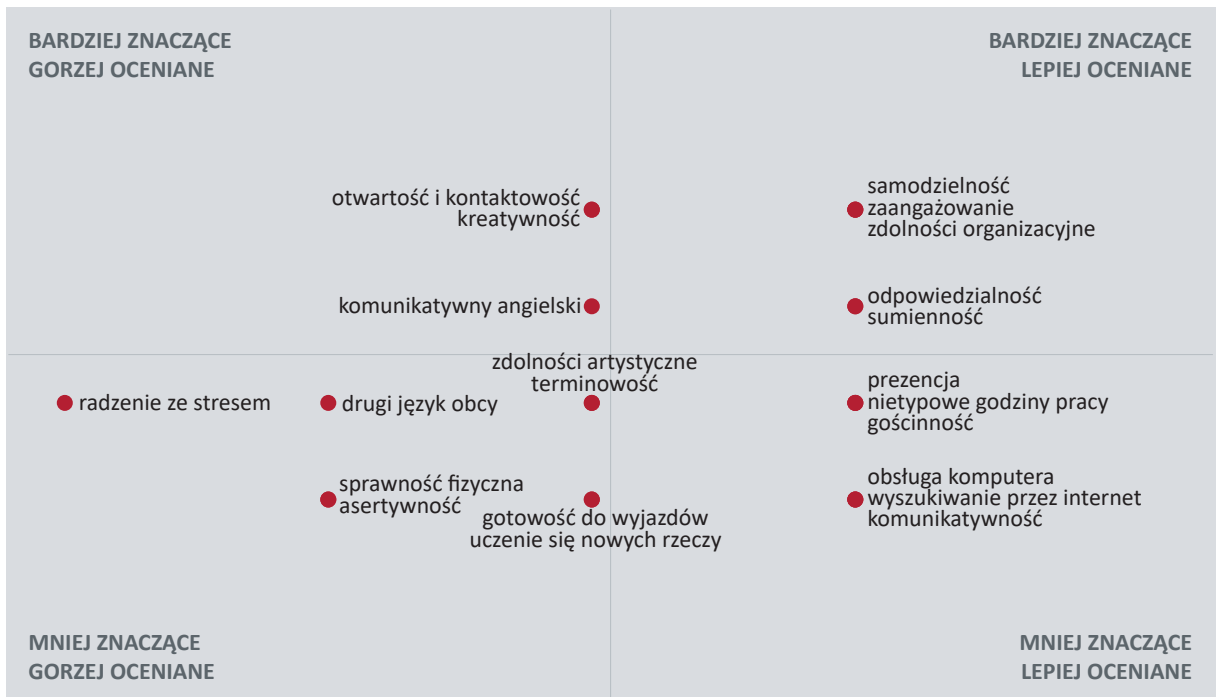 BARDZIEJ ZNACZĄCE
GORZEJ OCENIANE
BARDZIEJ ZNACZĄCE
LEPIEJ OCENIANE
otwartość i kontaktowość
kreatywność
samodzielność
zaangażowanie
zdolności organizacyjne
komunikatywny angielski
odpowiedzialność
sumienność
radzenie ze stresem
drugi język obcy
zdolności artystyczne
terminowość
prezencja
nietypowe godziny pracy
gościnność
sprawność fizyczna
asertywność
gotowość do wyjazdów
uczenie się nowych rzeczy
obsługa komputera
wyszukiwanie przez internet
komunikatywność
MNIEJ ZNACZĄCE
GORZEJ OCENIANE
MNIEJ ZNACZĄCE
LEPIEJ OCENIANE